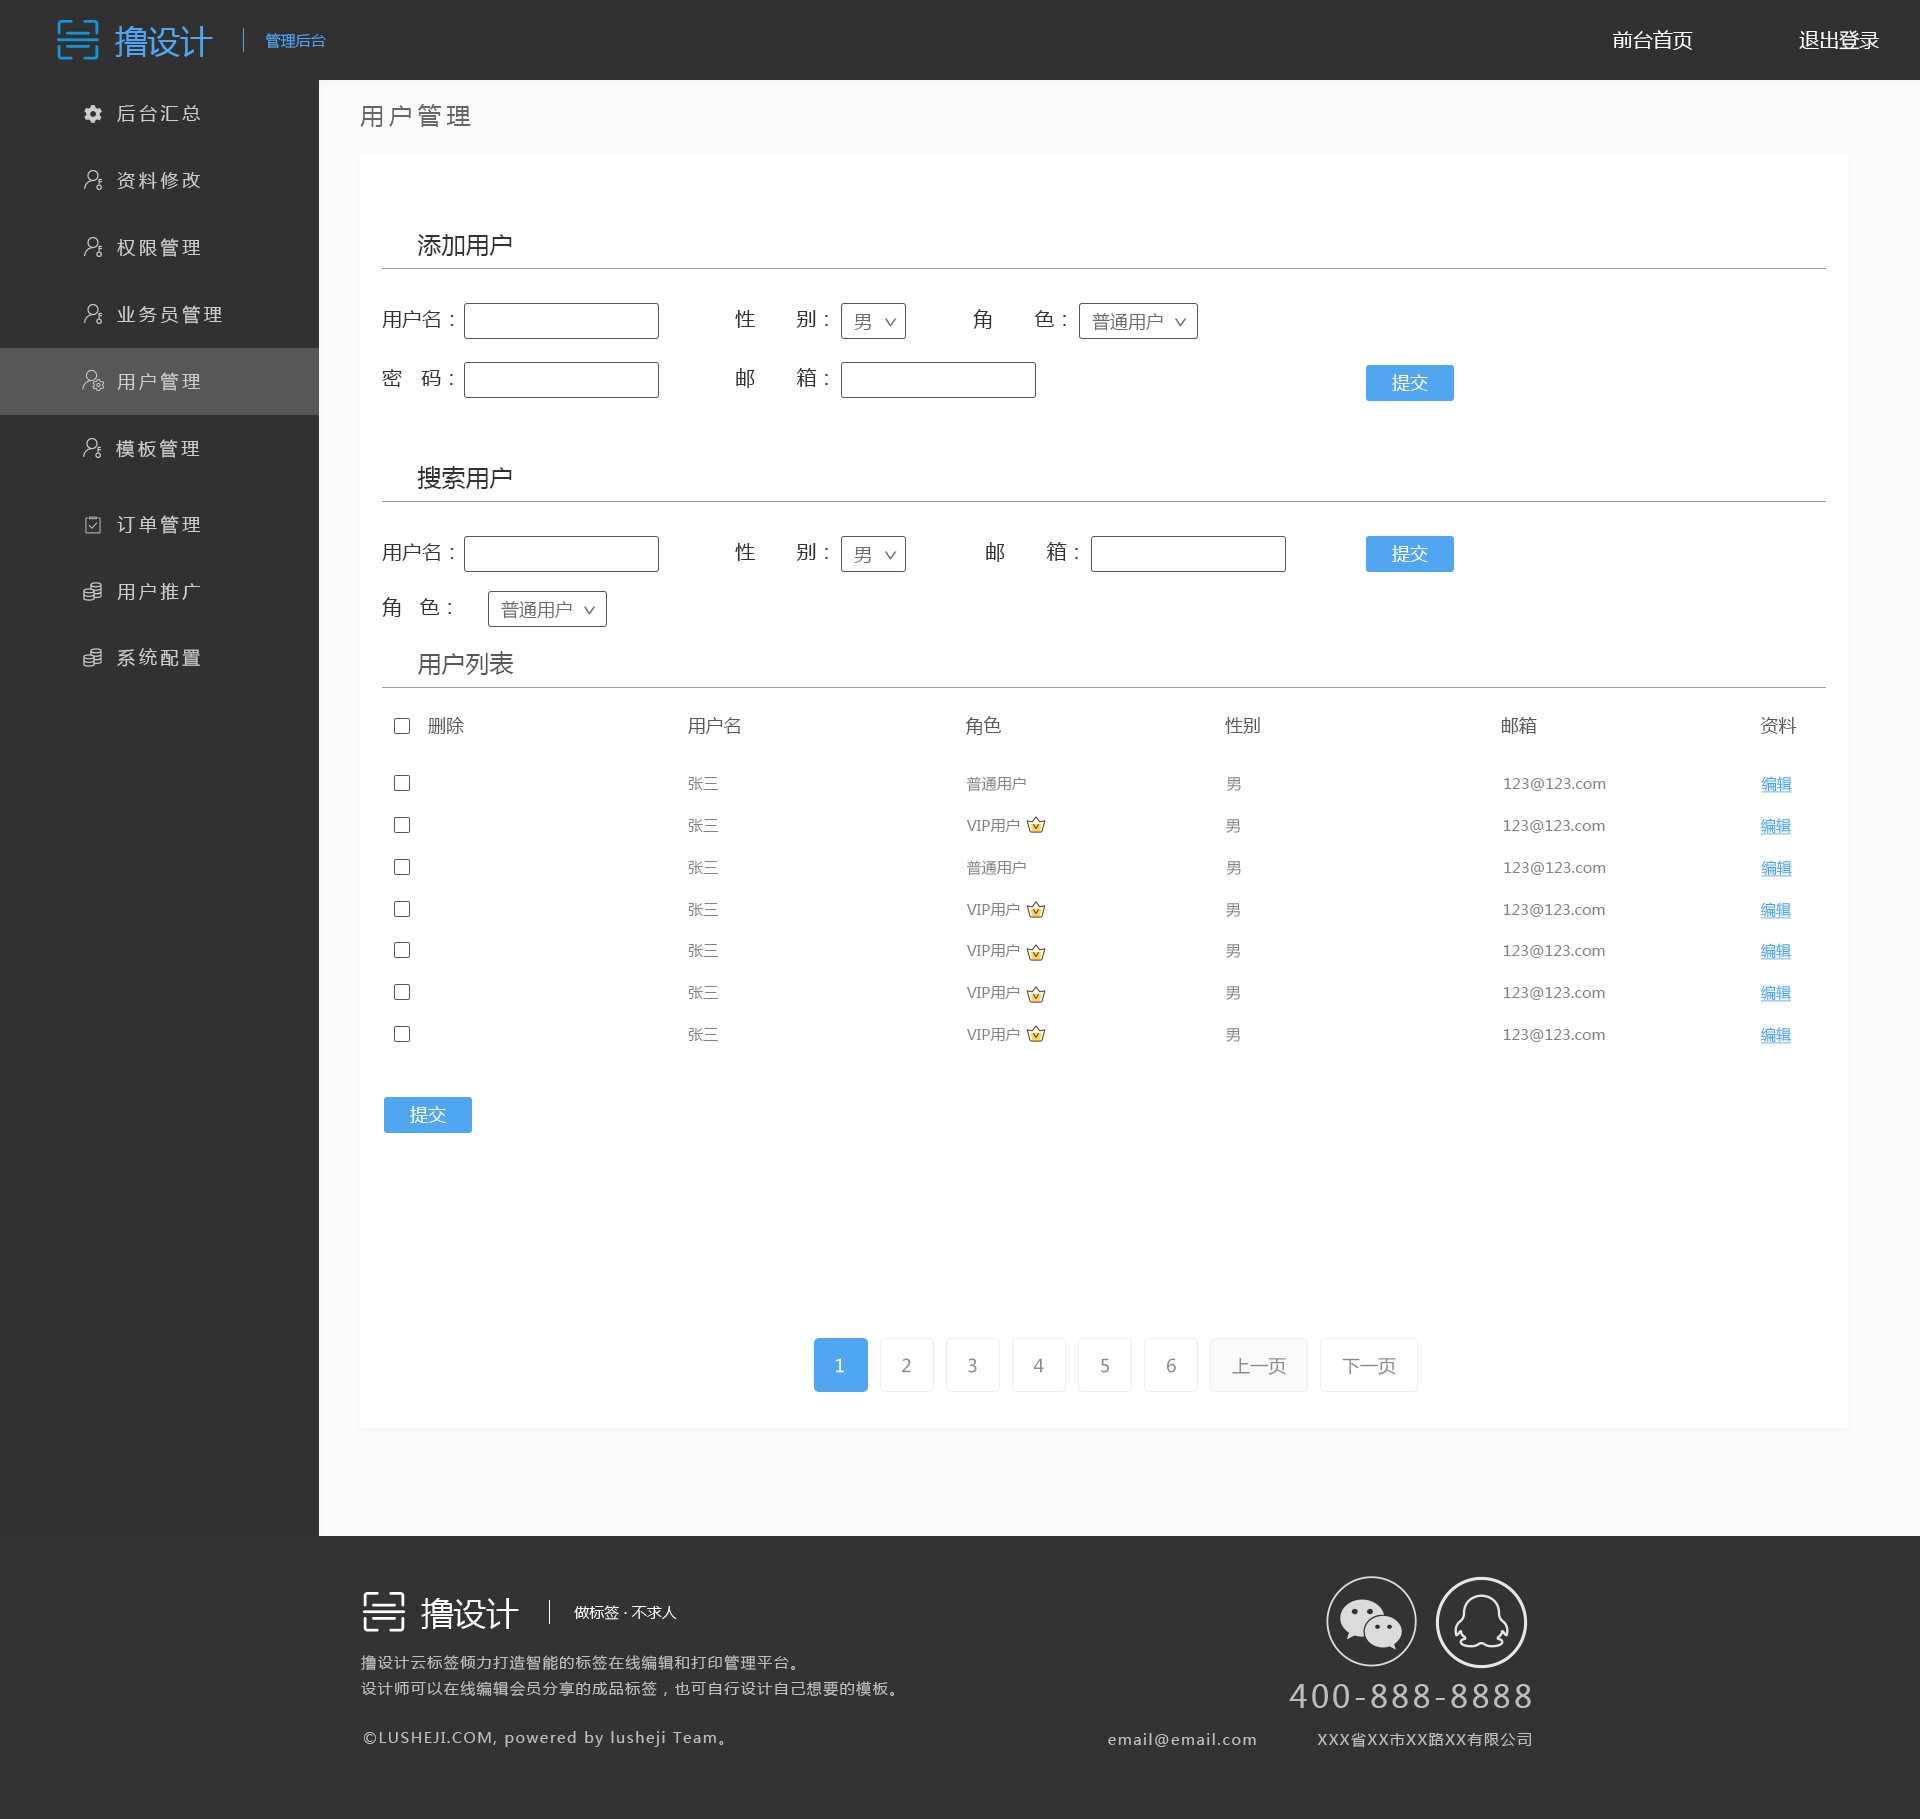 撸设计 管理后台 前台首页 退出登录
后台汇总
资料修改
权限管理
业务员管理
用户管理
模板管理
订单管理
用户推广
系统配置
用户管理
添加用户
用户名： 性 别： 男 角 色： 普通用户
密 码： 邮 箱： 提交
搜索用户
用户名： 性 别： 男 邮 箱： 提交
角 色： 普通用户
用户列表
删除 用户名 角色 性别 邮箱 资料
张三 普通用户 男 123@123.com 编辑
张三 VIP用户 男 123@123.com 编辑
张三 普通用户 男 123@123.com 编辑
张三 VIP用户 男 123@123.com 编辑
张三 VIP用户 男 123@123.com 编辑
张三 VIP用户 男 123@123.com 编辑
张三 VIP用户 男 123@123.com 编辑
提交
1 2 3 4 5 6 上一页 下一页
撸设计 做标签·不求人
撸设计云标签倾力打造智能的标签在线编辑和打印管理平台。
设计师可以在线编辑会员分享的成品标签，也可自行设计自己想要的模板。
©LUSHEJI.COM, powered by lusheji Team。
400-888-8888
email@email.com XXX省XX市XX路XX有限公司